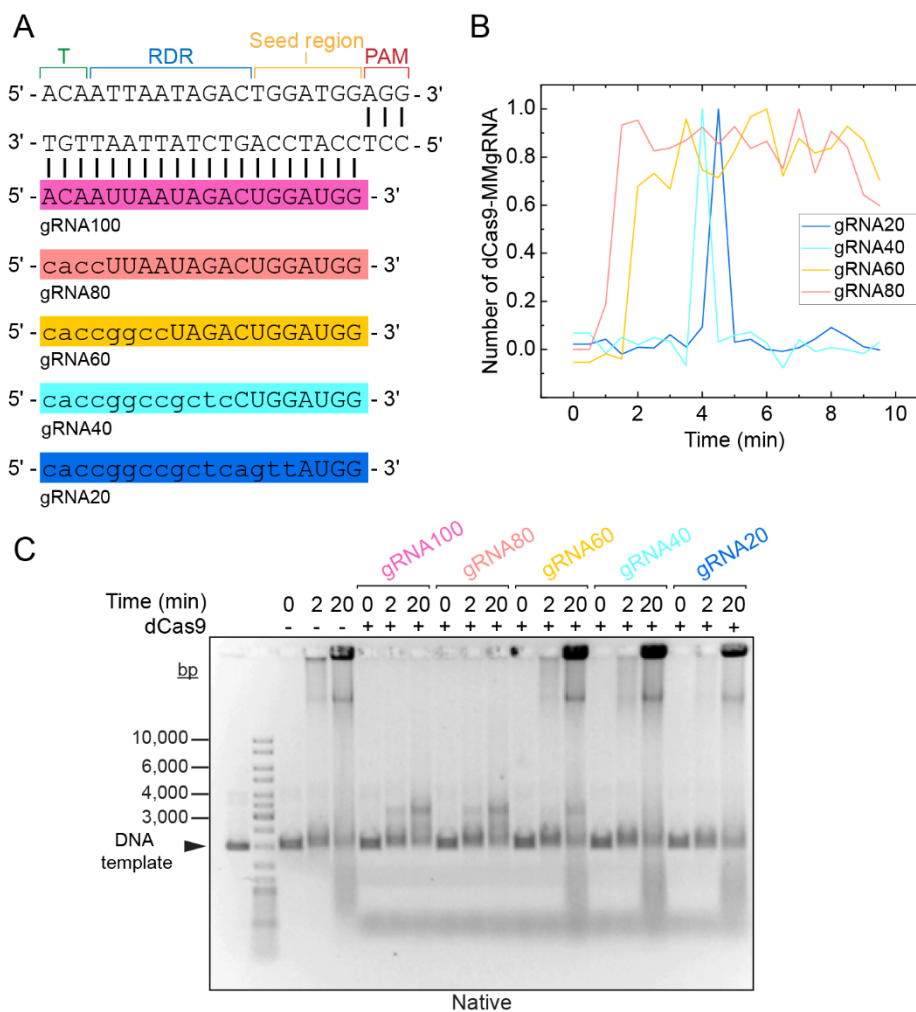 A
Seed region
T RDR PAM
5' - ACAATTAATAGACTGGATGGAGG - 3'
3' - TGTTAATTATCTGACCTACCTCC - 5'
5' - ACAAUUAAUAGACUGGAUGG - 3'
gRNA100
5' - caccUUAAUAGACUGGAUGG - 3'
gRNA80
5' - caccggccUAGACUGGAUGG - 3'
gRNA60
5' - caccggccgctcCUGGAUGG - 3'
gRNA40
5' - caccggccgctcagttAUGG - 3'
gRNA20
B
Number of dCas9-MMgRNA
1.0
0.8
0.6
0.4
0.2
0.0
gRNA20
gRNA40
gRNA60
gRNA80
0 2 4 6 8 10
Time (min)
C
gRNA100 gRNA80 gRNA60 gRNA40 gRNA20
Time (min) 0 2 20 0 2 20 0 2 20 0 2 20 0 2 20 0 2 20
dCas9 - - - + + + + + + + + + + + + + + +
bp
10,000
6,000
4,000
3,000
DNA
template
Native